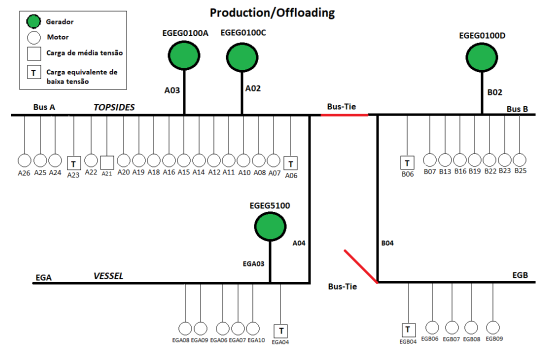 Production/Offloading
Gerador
Motor
Carga de média tensão
T Carga equivalente de
baixa tensão
EGEG0100A
EGEG0100C
EGEG0100D
A03
A02
B02
Bus A
TOPSIDES
Bus-Tie
Bus B
T
T
T
A26 A25 A24 A23 A22 A21 A20 A19 A18 A16 A15 A14 A12 A11 A10 A08 A07 A06
B06 B07 B13 B16 B19 B22 B23 B25
EGEG5100
A04
B04
EGA03
EGA
VESSEL
Bus-Tie
EGB
T
T
EGA08 EGA09 EGA06 EGA07 EGA10 EGA04
EGB04 EGB06 EGB07 EGB08 EGB09